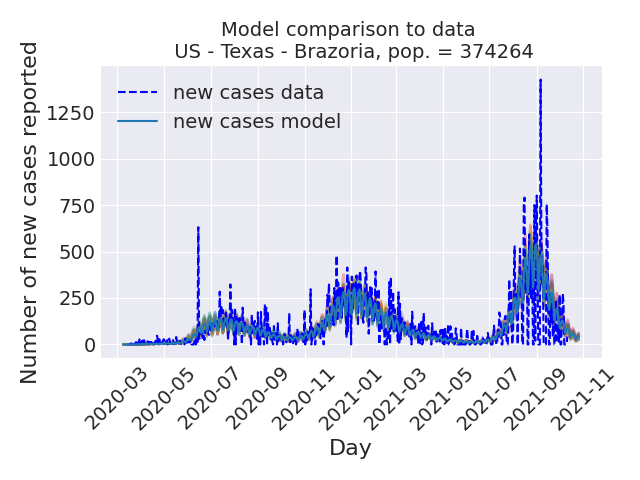 Model comparison to data
US - Texas - Brazoria, pop. = 374264
Number of new cases reported
1250
1000
750
500
250
0
new cases data
new cases model
2020-03
2020-05
2020-07
2020-09
2020-11
2021-01
2021-03
2021-05
2021-07
2021-09
2021-11
Day